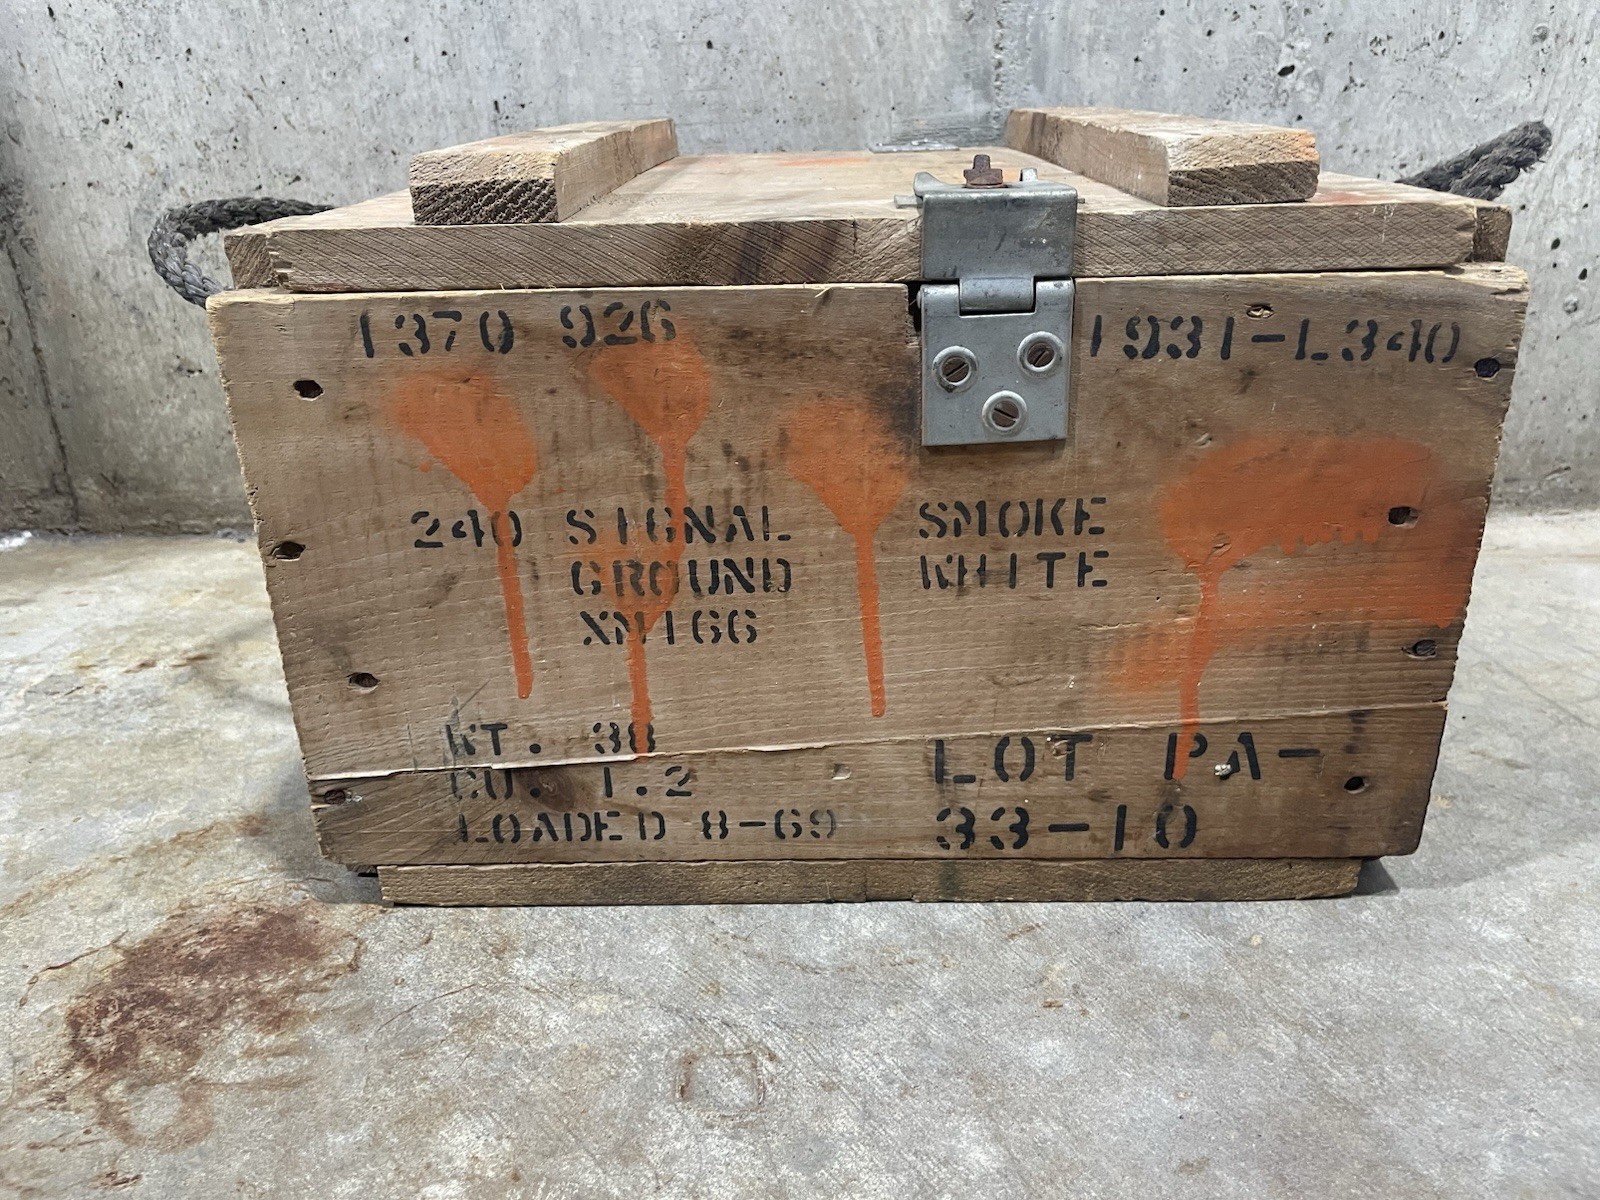 1370 926 1931-L340
240 SIGNAL SMOKE
GROUND WHITE
XM166
WT. 38
CU. 1.2
LOT PA-
LOADED 8-69 33-10